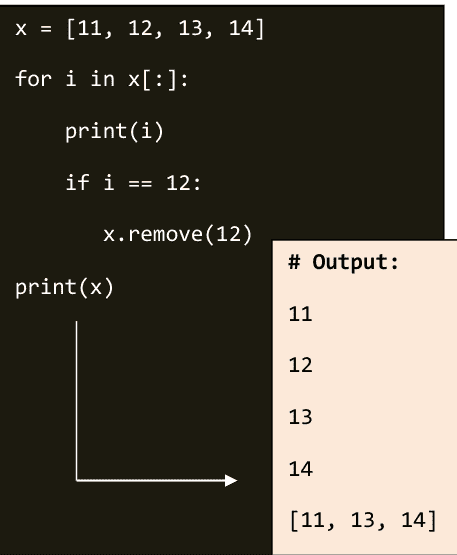 x = [11, 12, 13, 14]
for i in x[:]:
    print(i)
    if i == 12:
       x.remove(12)
print(x)
# Output:
11
12
13
14
[11, 13, 14]